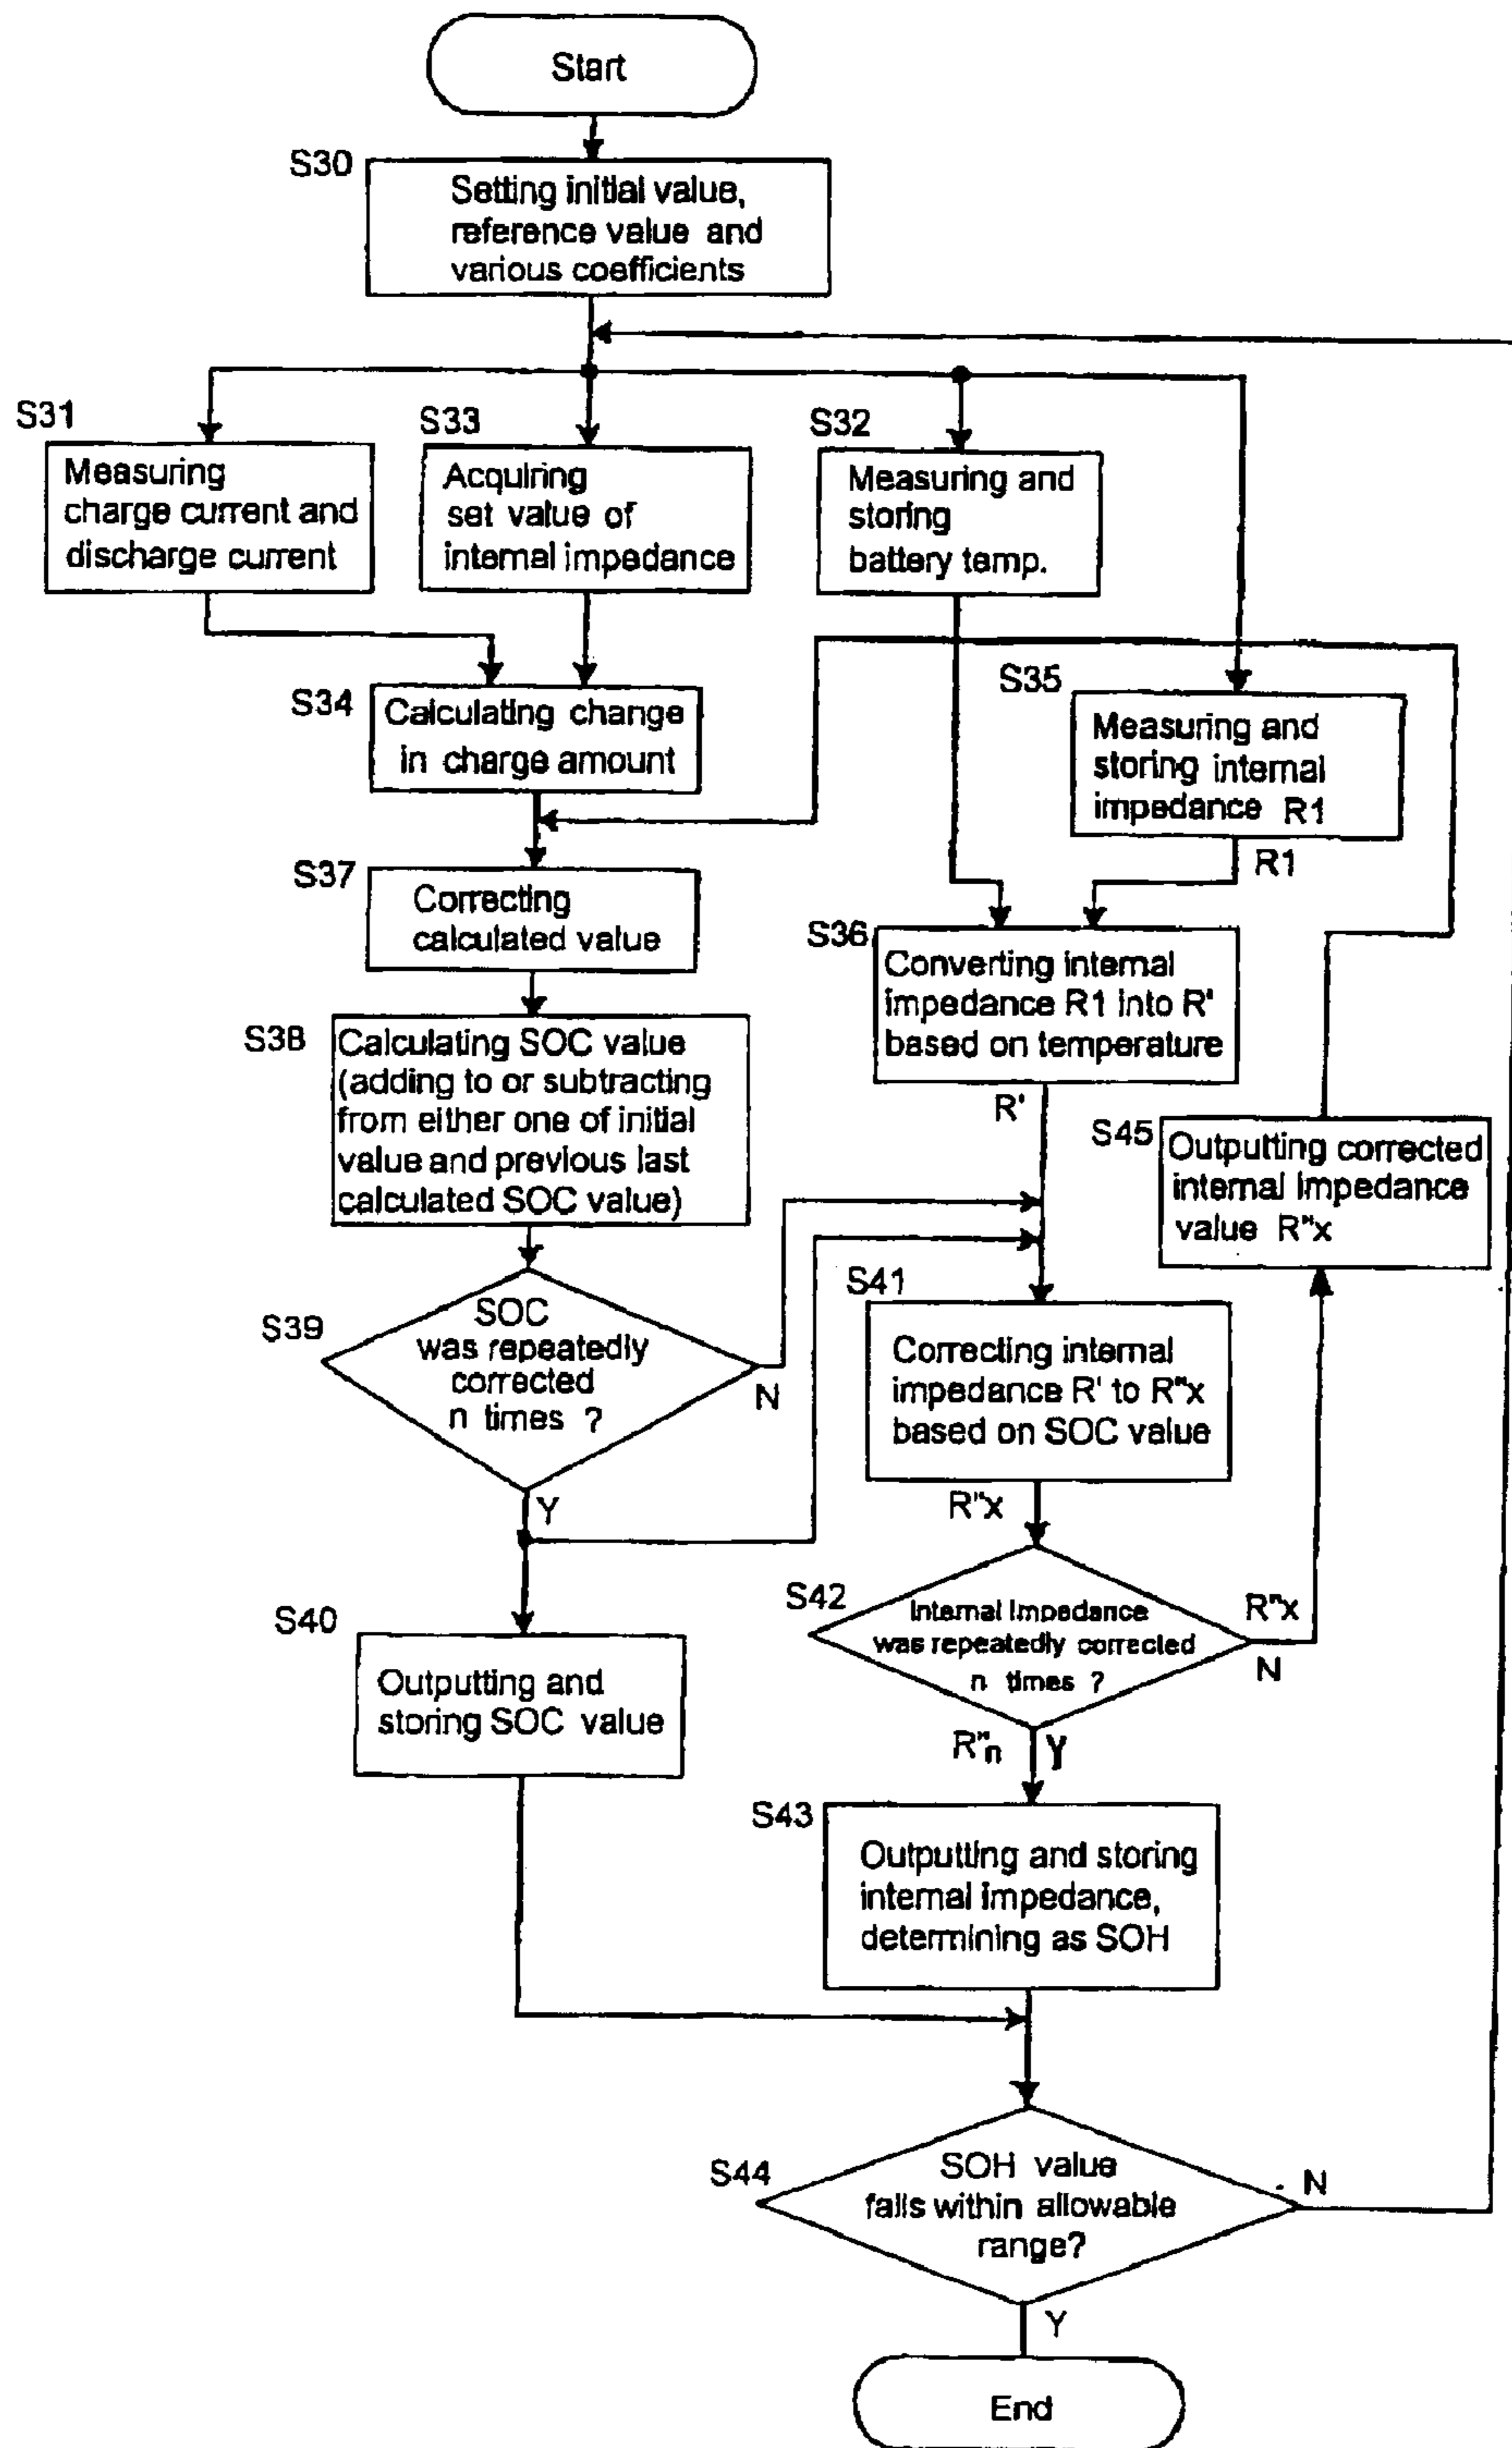 Start
S30
Setting initial value,
reference value and
various coefficients
S31
Measuring
charge current and
discharge current
S33
Acquiring
set value of
internal impedance
S32
Measuring and
storing
battery temp.
S34
Calculating change
in charge amount
S35
Measuring and
storing internal
impedance R1
R1
S37
Correcting
calculated value
S36
Converting internal
impedance R1 into R'
based on temperature
R'
S38
Calculating SOC value
(adding to or subtracting
from either one of initial
value and previous last
calculated SOC value)
S45
Outputting corrected
internal impedance
value R"x
S39
SOC
was repeatedly
corrected
n times ?
N
Y
S41
Correcting internal
impedance R' to R"x
based on SOC value
R"x
S42
Internal Impedance
was repeatedly corrected
n times ?
R"x
N
R"n
Y
S40
Outputting and
storing SOC value
S43
Outputting and storing
internal impedance,
determining as SOH
S44
SOH value
falls within allowable
range?
N
Y
End